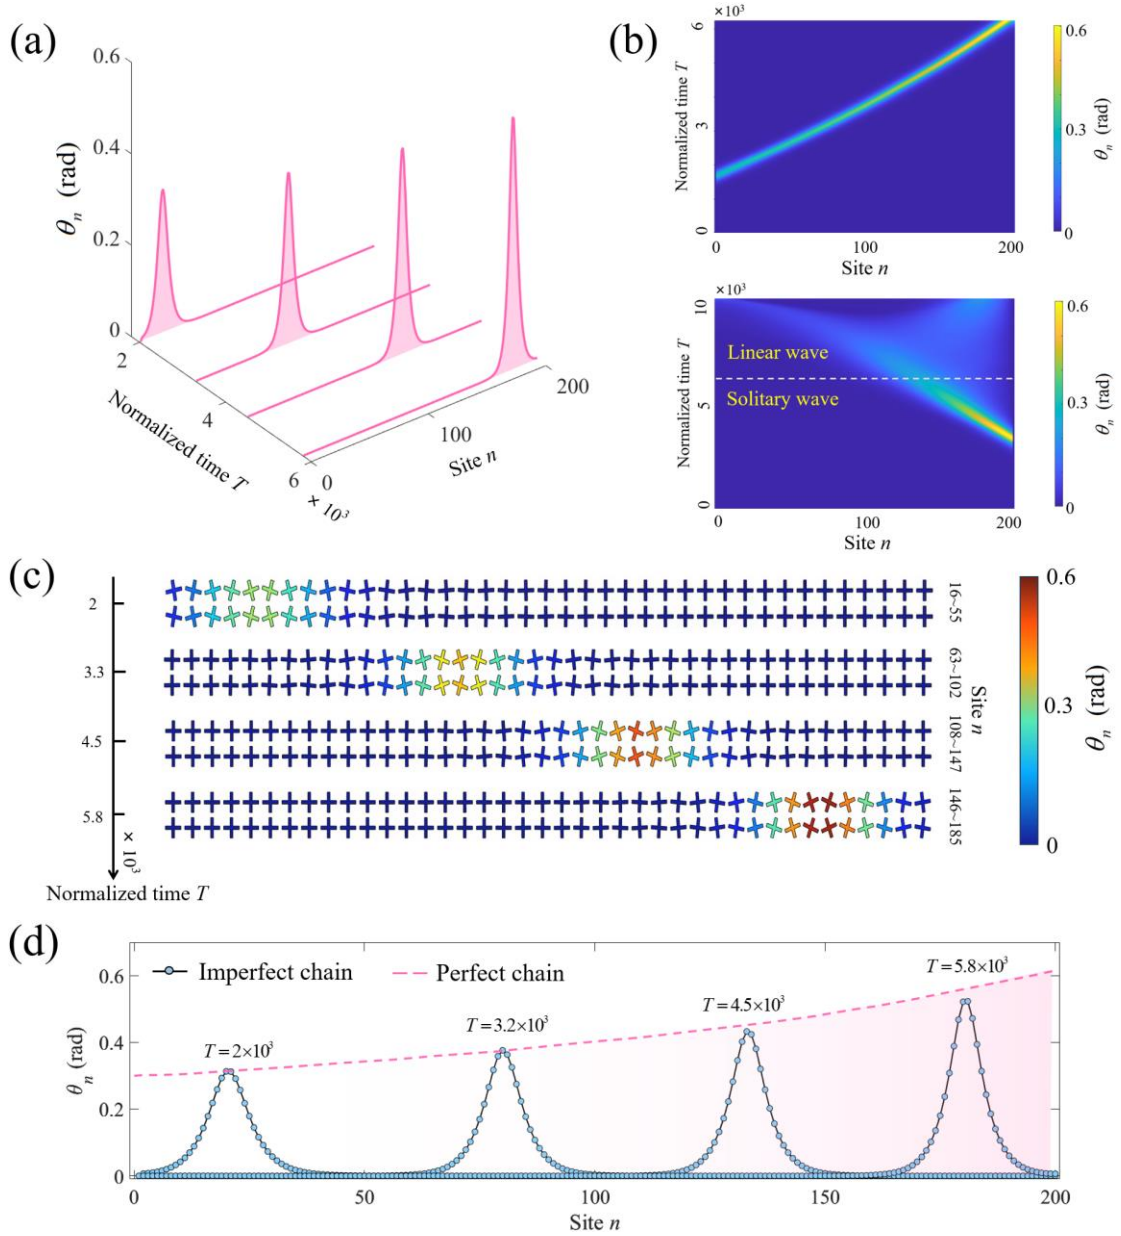 (a)
0.6
0.4
0.2
0
θn (rad)
2
4
6
× 10³
Normalized time T
0
100
200
Site n
(b)
×10³
6
3
0
Normalized time T
0
100
200
Site n
0.6
0.3
0
θn (rad)
×10³
10
5
0
Normalized time T
Linear wave
Solitary wave
0
100
200
Site n
0.6
0.3
0
θn (rad)
(c)
2
3.3
4.5
5.8
× 10³
Normalized time T
16~55
63~102
108~147
146~185
Site n
0.6
0.3
0
θn (rad)
(d)
Imperfect chain
Perfect chain
T = 2×10³
T = 3.2×10³
T = 4.5×10³
T = 5.8×10³
0.6
0.4
0.2
0
θn (rad)
0
50
100
150
200
Site n